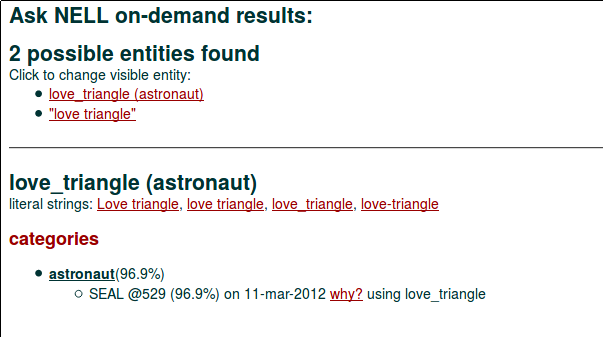 Ask NELL on-demand results:
2 possible entities found
Click to change visible entity:
love_triangle (astronaut)
"love triangle"
love_triangle (astronaut)
literal strings: Love triangle, love triangle, love_triangle, love-triangle
categories
astronaut(96.9%)
SEAL @529 (96.9%) on 11-mar-2012 why? using love_triangle